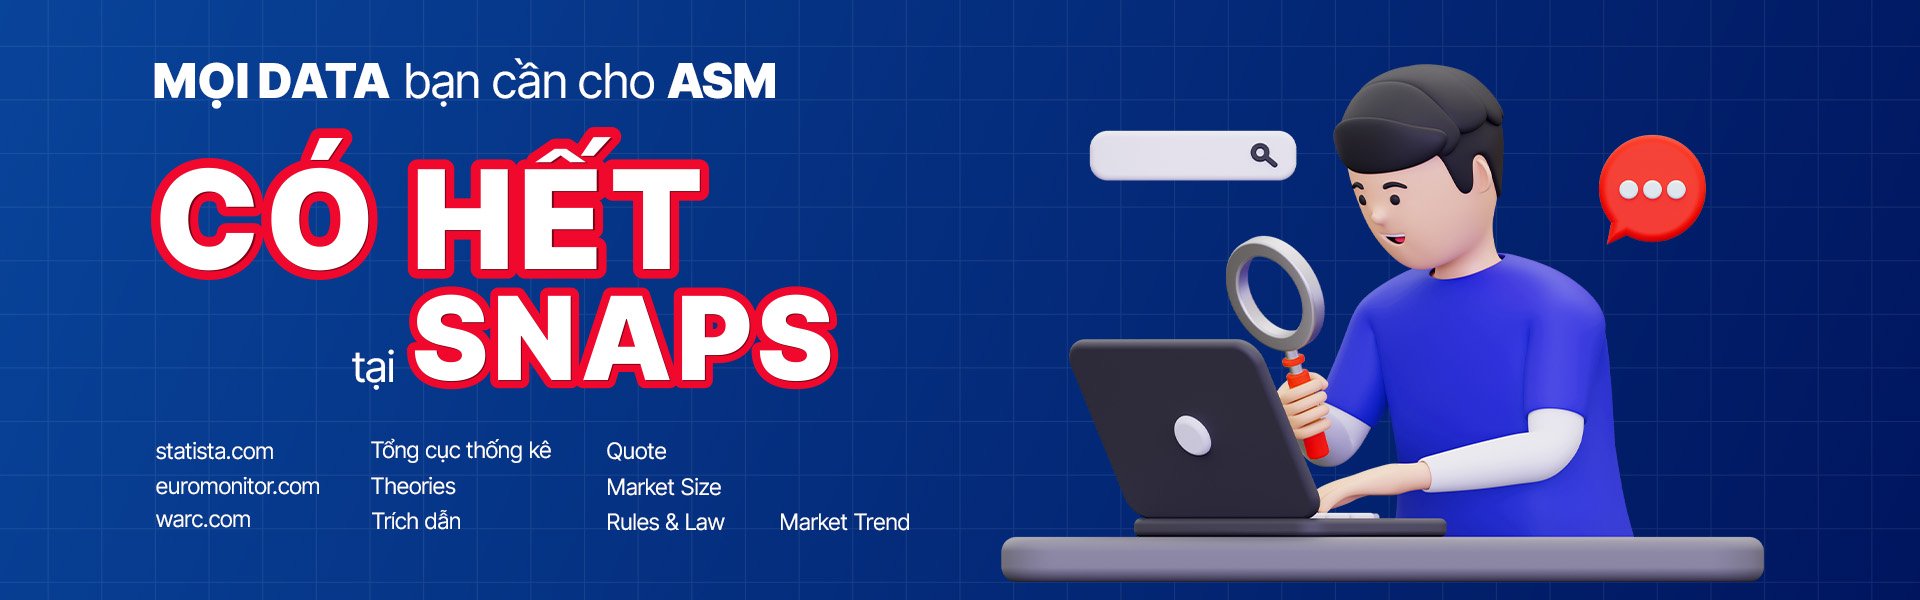 MỌI DATA bạn cần cho ASM
CÓ HẾT
tại SNAPS
statista.com
euromonitor.com
warc.com
Tổng cục thống kê
Theories
Trích dẫn
Quote
Market Size
Rules & Law
Market Trend